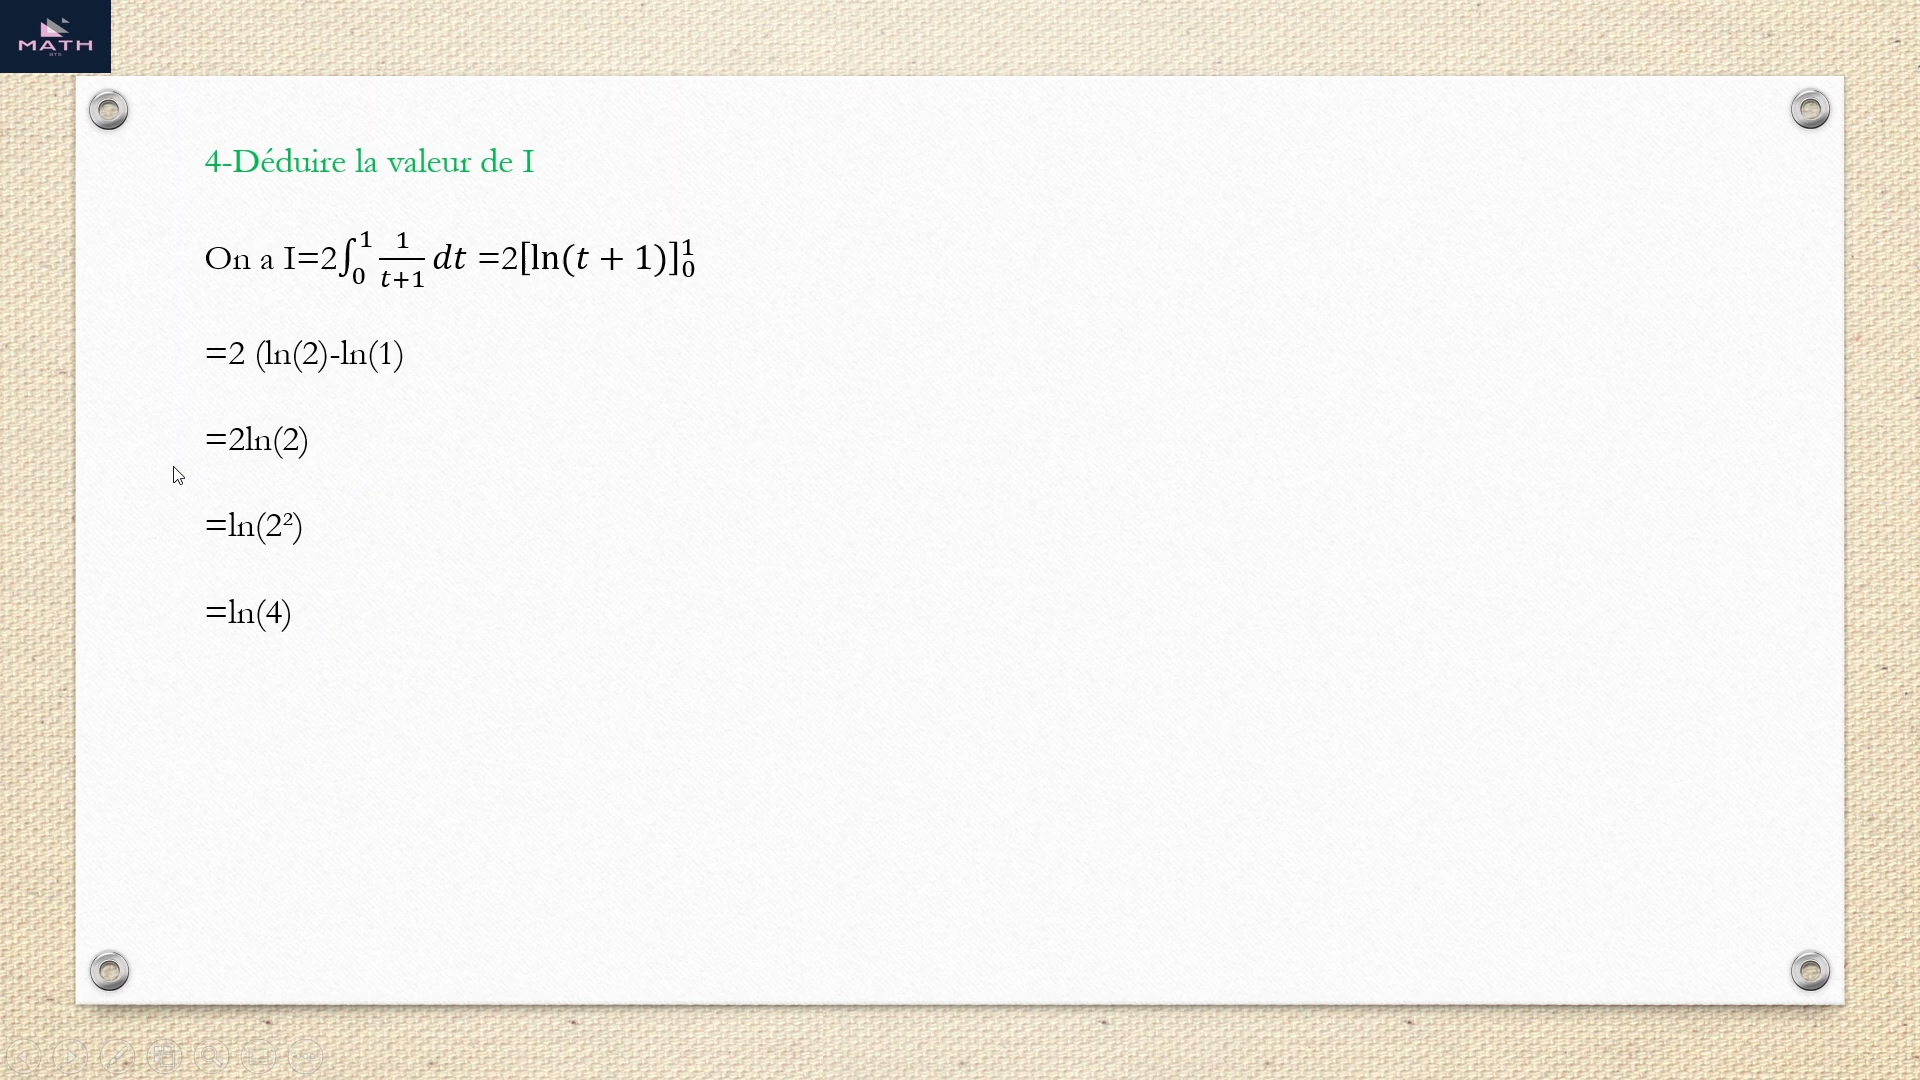 MATH
4-Déduire la valeur de I
On a I=2∫₀¹ 1/(t+1) dt =2[ln(t + 1)]₀¹
=2 (ln(2)-ln(1)
=2ln(2)
=ln(2²)
=ln(4)